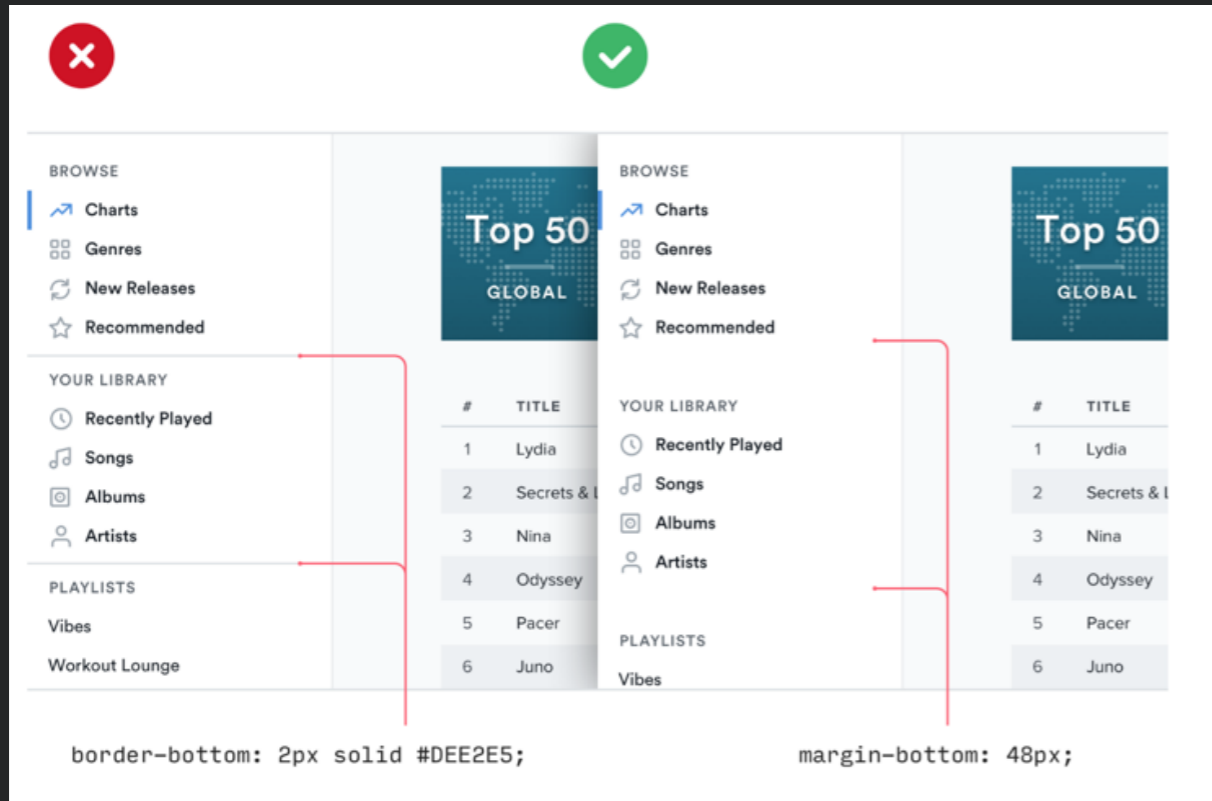 BROWSE
Charts
Genres
New Releases
Recommended
YOUR LIBRARY
Recently Played
Songs
Albums
Artists
PLAYLISTS
Vibes
Workout Lounge
Top 50
GLOBAL
# TITLE
1 Lydia
2 Secrets &
3 Nina
4 Odyssey
5 Pacer
6 Juno
border-bottom: 2px solid #DEE2E5;
BROWSE
Charts
Genres
New Releases
Recommended
YOUR LIBRARY
Recently Played
Songs
Albums
Artists
PLAYLISTS
Vibes
Top 50
GLOBAL
# TITLE
1 Lydia
2 Secrets & L
3 Nina
4 Odyssey
5 Pacer
6 Juno
margin-bottom: 48px;